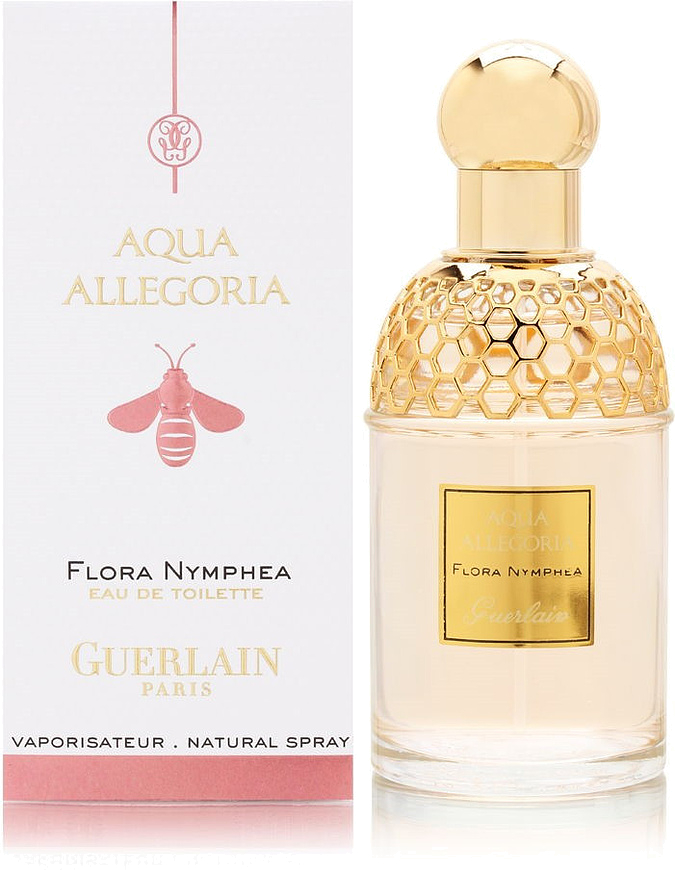 AQUA
ALLEGORIA
FLORA NYMPHEA
EAU DE TOILETTE
GUERLAIN
PARIS
VAPORISATEUR . NATURAL SPRAY
AQUA
ALLEGORIA
FLORA NYMPHEA
Guerlain